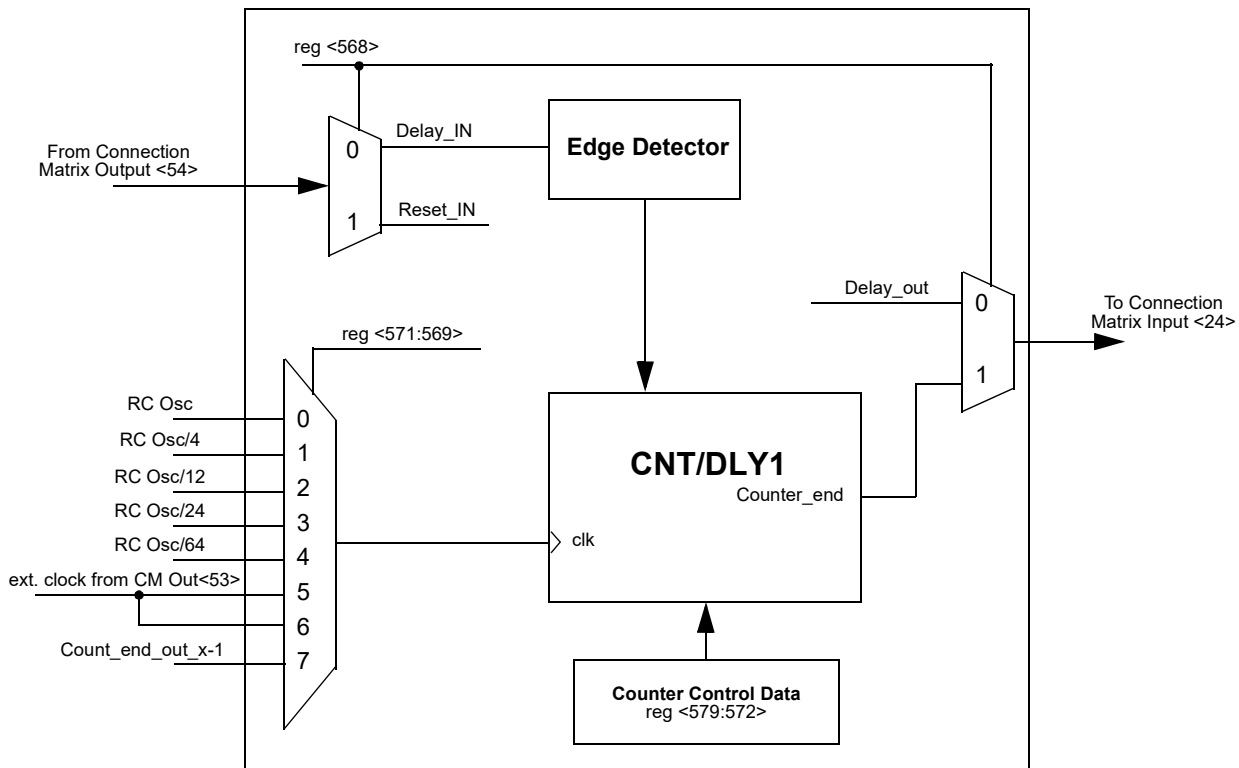 reg <568>
From Connection
Matrix Output <54>
0
1
Delay_IN
Reset_IN
Edge Detector
Delay_out
0
1
To Connection
Matrix Input <24>
reg <571:569>
RC Osc
RC Osc/4
RC Osc/12
RC Osc/24
RC Osc/64
ext. clock from CM Out<53>
Count_end_out_x-1
0
1
2
3
4
5
6
7
CNT/DLY1
Counter_end
clk
Counter Control Data
reg <579:572>